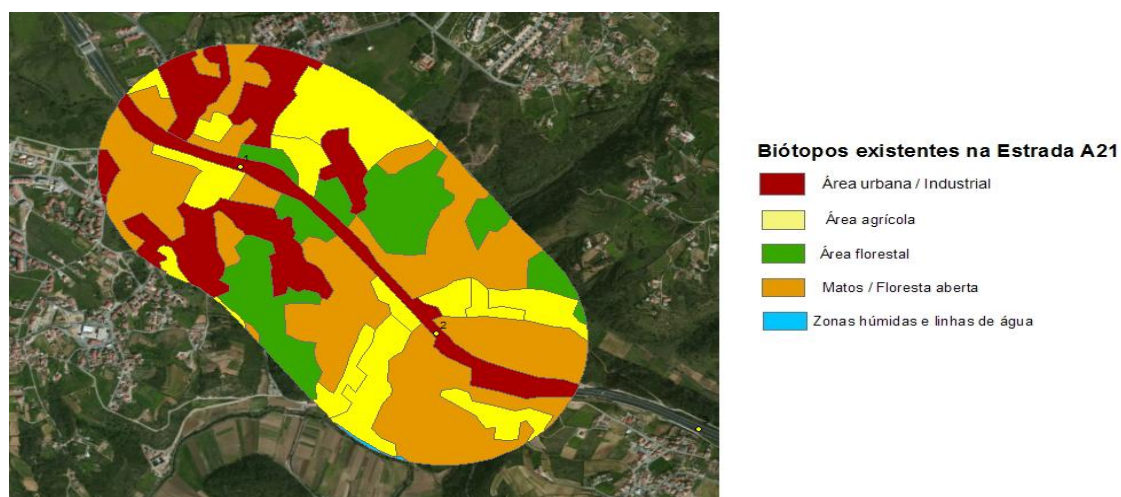 1
2
Biótopos existentes na Estrada A21
Área urbana / Industrial
Área agrícola
Área florestal
Matos / Floresta aberta
Zonas húmidas e linhas de água